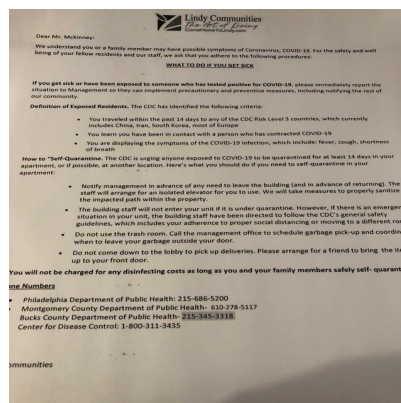 Lindy Communities
The Art of Living
ComeHomeToLindy.com
Dear Mr. McKinney:
We understand you or a family member may have possible symptoms of Coronavirus, COVID-19. For the safety and well
being of your fellow residents and our staff, we ask that you adhere to the following procedures:
WHAT TO DO IF YOU GET SICK
If you get sick or have been exposed to someone who has tested positive for COVID-19, please immediately report the
situation to Management so they can implement precautionary and preventive measures, including notifying the rest of
our community.
Definition of Exposed Residents. The CDC has identified the following criteria:
• You traveled within the past 14 days to any of the CDC Risk Level 3 countries, which currently
includes China, Iran, South Korea, most of Europe
• You learn you have been in contact with a person who has contracted COVID-19
• You are displaying the symptoms of the COVID-19 infection, which include: fever, cough, shortness
of breath
How to "Self-Quarantine. The CDC is urging anyone exposed to COVID-19 to be quarantined for at least 14 days in your
apartment, or if possible, at another location. Here's what you should do if you need to self-quarantine in your
apartment:
• Notify management in advance of any need to leave the building (and in advance of returning). The
staff will arrange for an isolated elevator for you to use. We will take measures to properly sanitize
the impacted path within the property.
• The building staff will not enter your unit if it is under quarantine. However, if there is an emergen
situation in your unit, the building staff have been directed to follow the CDC's general safety
guidelines, which includes your adherence to proper social distancing or moving to a different roo
• Do not use the trash room. Call the management office to schedule garbage pick-up and coordin
when to leave your garbage outside your door.
• Do not come down to the lobby to pick up deliveries. Please arrange for a friend to bring the ite
up to your front door.
You will not be charged for any disinfecting costs as long as you and your family members safely self- quarant
one Numbers
• Philadelphia Department of Public Health: 215-686-5200
• Montgomery County Department of Public Health- 610-278-5117
Bucks County Department of Public Health- 215-345-3318
Center for Disease Control: 1-800-311-3435
ommunities